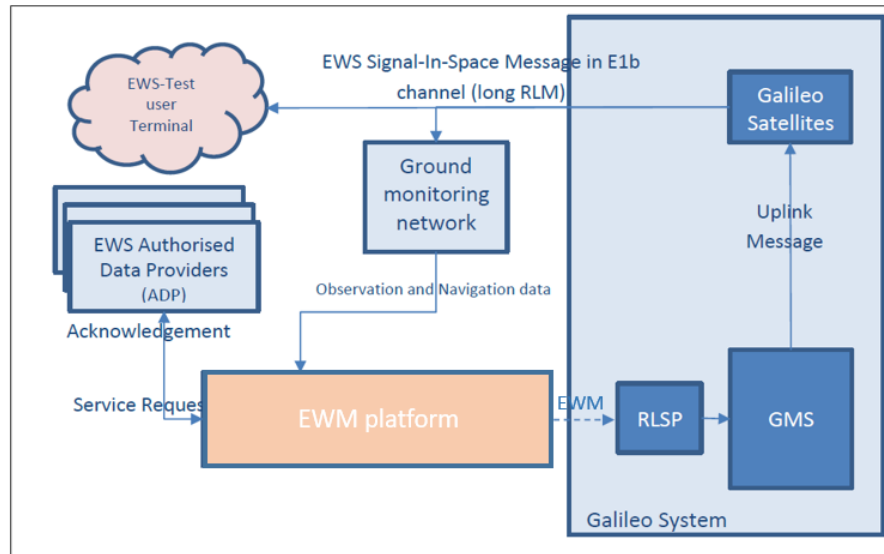 EWS Signal-In-Space Message in E1b
channel (long RLM)
EWS-Test
user
Terminal
Galileo
Satellites
Ground
monitoring
network
Uplink
Message
EWS Authorised
Data Providers
(ADP)
Observation and Navigation data
Acknowledgement
Service Reques
EWM platform
EWM
RLSP
GMS
Galileo System